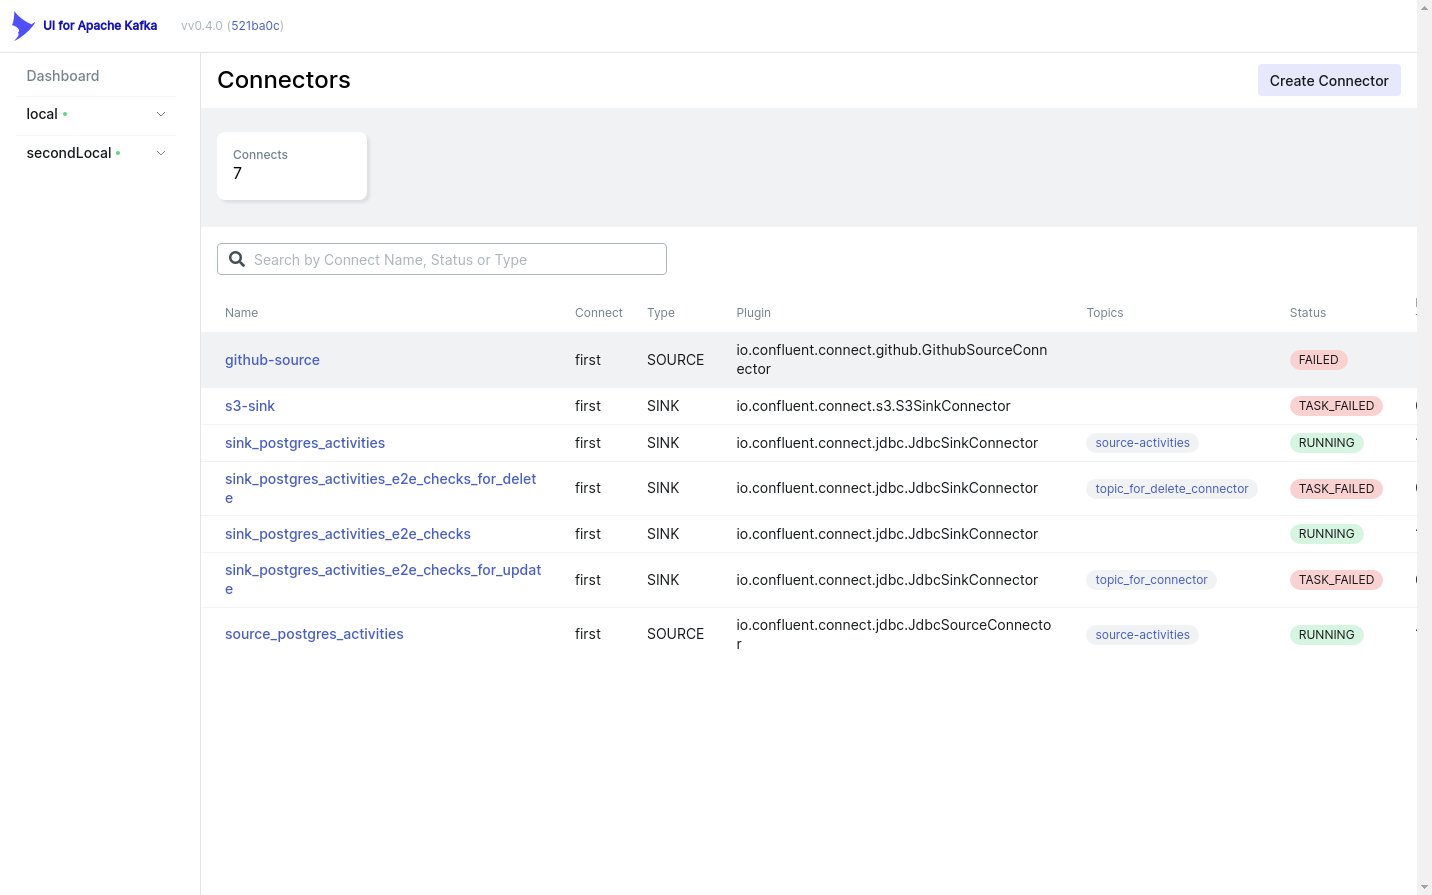 UI for Apache Kafka vv0.4.0 (521ba0c)
Dashboard
local
secondLocal
Connectors
Create Connector
Connects
7
Search by Connect Name, Status or Type
Name Connect Type Plugin Topics Status
github-source first SOURCE io.confluent.connect.github.GithubSourceConn
ector FAILED
s3-sink first SINK io.confluent.connect.s3.S3SinkConnector TASK_FAILED
sink_postgres_activities first SINK io.confluent.connect.jdbc.JdbcSinkConnector source-activities RUNNING
sink_postgres_activities_e2e_checks_for_delet
e first SINK io.confluent.connect.jdbc.JdbcSinkConnector topic_for_delete_connector TASK_FAILED
sink_postgres_activities_e2e_checks first SINK io.confluent.connect.jdbc.JdbcSinkConnector RUNNING
sink_postgres_activities_e2e_checks_for_updat
e first SINK io.confluent.connect.jdbc.JdbcSinkConnector topic_for_connector TASK_FAILED
source_postgres_activities first SOURCE io.confluent.connect.jdbc.JdbcSourceConnecto
r source-activities RUNNING